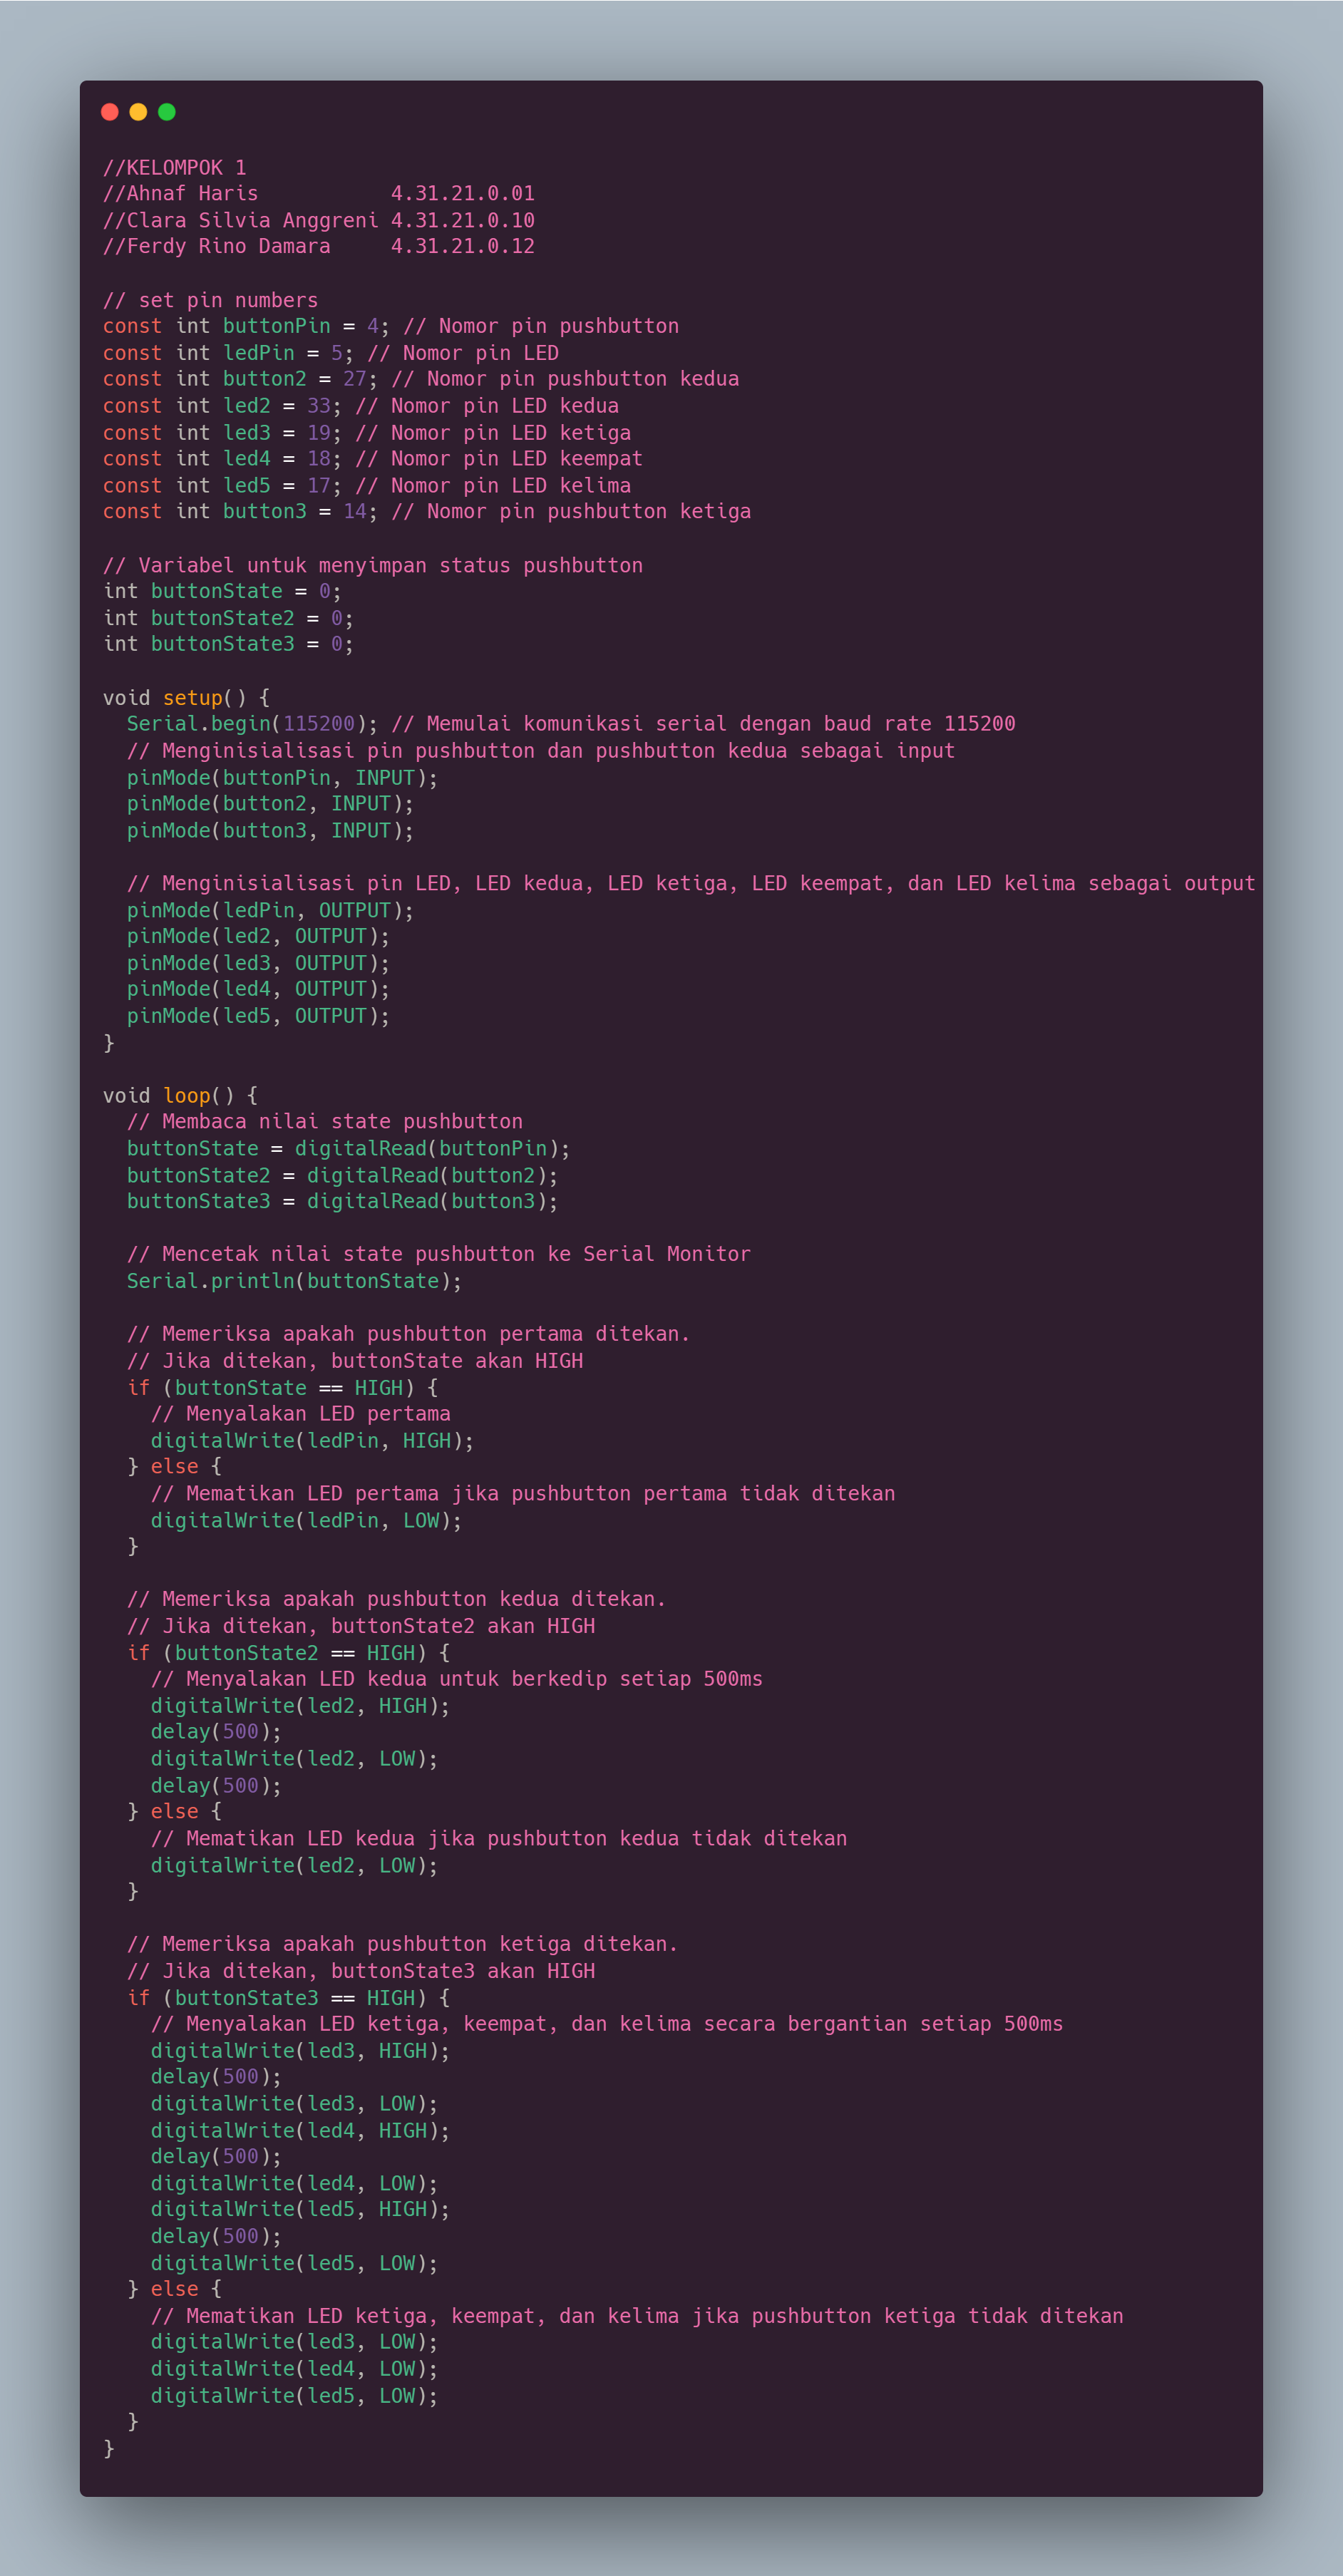 //KELOMPOK 1
//Ahnaf Haris           4.31.21.0.01
//Clara Silvia Anggreni 4.31.21.0.10
//Ferdy Rino Damara     4.31.21.0.12

// set pin numbers
const int buttonPin = 4; // Nomor pin pushbutton
const int ledPin = 5; // Nomor pin LED
const int button2 = 27; // Nomor pin pushbutton kedua
const int led2 = 33; // Nomor pin LED kedua
const int led3 = 19; // Nomor pin LED ketiga
const int led4 = 18; // Nomor pin LED keempat
const int led5 = 17; // Nomor pin LED kelima
const int button3 = 14; // Nomor pin pushbutton ketiga

// Variabel untuk menyimpan status pushbutton
int buttonState = 0;
int buttonState2 = 0;
int buttonState3 = 0;

void setup() {
  Serial.begin(115200); // Memulai komunikasi serial dengan baud rate 115200
  // Menginisialisasi pin pushbutton dan pushbutton kedua sebagai input
  pinMode(buttonPin, INPUT);
  pinMode(button2, INPUT);
  pinMode(button3, INPUT);

  // Menginisialisasi pin LED, LED kedua, LED ketiga, LED keempat, dan LED kelima sebagai output
  pinMode(ledPin, OUTPUT);
  pinMode(led2, OUTPUT);
  pinMode(led3, OUTPUT);
  pinMode(led4, OUTPUT);
  pinMode(led5, OUTPUT);
}

void loop() {
  // Membaca nilai state pushbutton
  buttonState = digitalRead(buttonPin);
  buttonState2 = digitalRead(button2);
  buttonState3 = digitalRead(button3);

  // Mencetak nilai state pushbutton ke Serial Monitor
  Serial.println(buttonState);

  // Memeriksa apakah pushbutton pertama ditekan.
  // Jika ditekan, buttonState akan HIGH
  if (buttonState == HIGH) {
    // Menyalakan LED pertama
    digitalWrite(ledPin, HIGH);
  } else {
    // Mematikan LED pertama jika pushbutton pertama tidak ditekan
    digitalWrite(ledPin, LOW);
  }

  // Memeriksa apakah pushbutton kedua ditekan.
  // Jika ditekan, buttonState2 akan HIGH
  if (buttonState2 == HIGH) {
    // Menyalakan LED kedua untuk berkedip setiap 500ms
    digitalWrite(led2, HIGH);
    delay(500);
    digitalWrite(led2, LOW);
    delay(500);
  } else {
    // Mematikan LED kedua jika pushbutton kedua tidak ditekan
    digitalWrite(led2, LOW);
  }

  // Memeriksa apakah pushbutton ketiga ditekan.
  // Jika ditekan, buttonState3 akan HIGH
  if (buttonState3 == HIGH) {
    // Menyalakan LED ketiga, keempat, dan kelima secara bergantian setiap 500ms
    digitalWrite(led3, HIGH);
    delay(500);
    digitalWrite(led3, LOW);
    digitalWrite(led4, HIGH);
    delay(500);
    digitalWrite(led4, LOW);
    digitalWrite(led5, HIGH);
    delay(500);
    digitalWrite(led5, LOW);
  } else {
    // Mematikan LED ketiga, keempat, dan kelima jika pushbutton ketiga tidak ditekan
    digitalWrite(led3, LOW);
    digitalWrite(led4, LOW);
    digitalWrite(led5, LOW);
  }
}